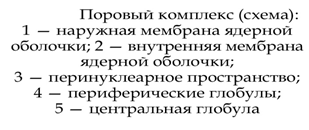 Поровый комплекс (схема):
1 — наружная мембрана ядерной
оболочки; 2 — внутренняя мембрана
ядерной оболочки;
3 — перинуклеарное пространство;
4 — периферические глобулы;
5 — центральная глобула